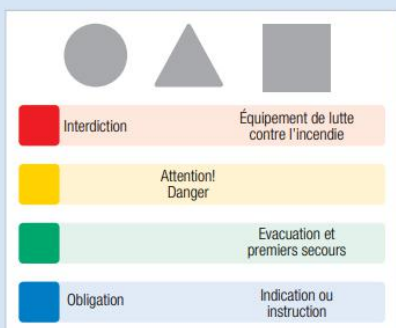 Interdiction
Équipement de lutte
contre l'incendie
Attention!
Danger
Evacuation et
premiers secours
Obligation
Indication ou
instruction